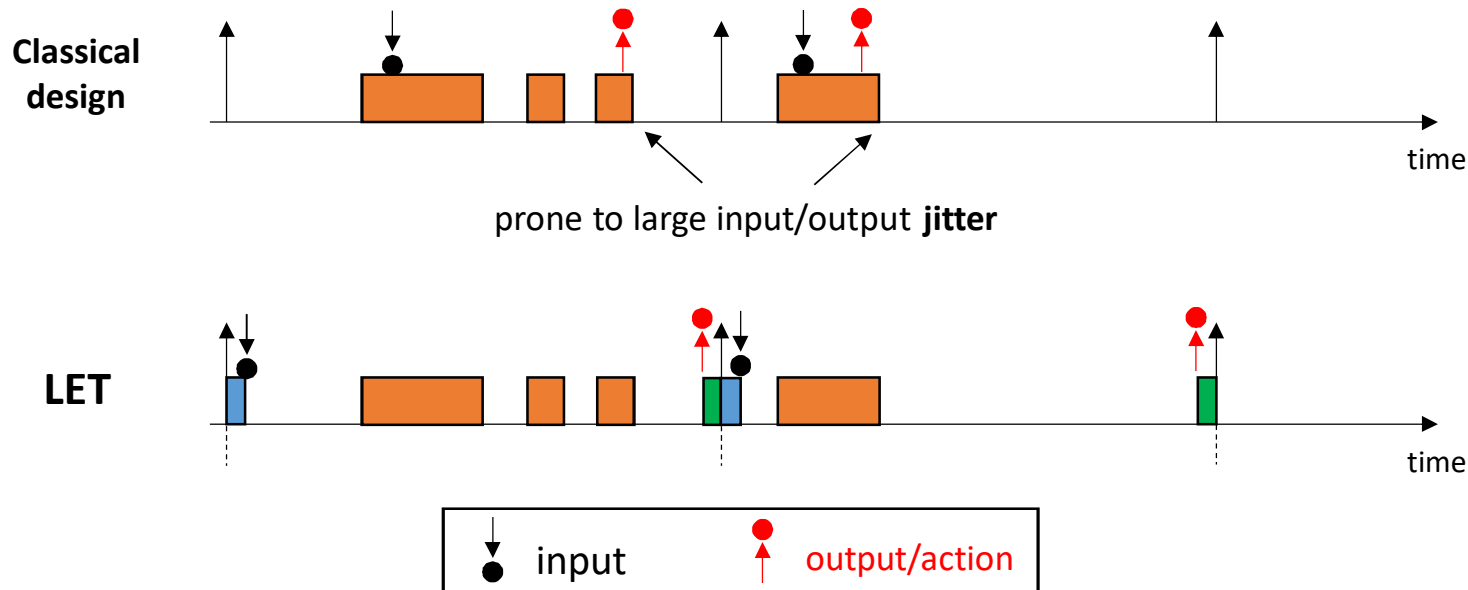 Classical
design
time
prone to large input/output jitter
LET
time
input
output/action